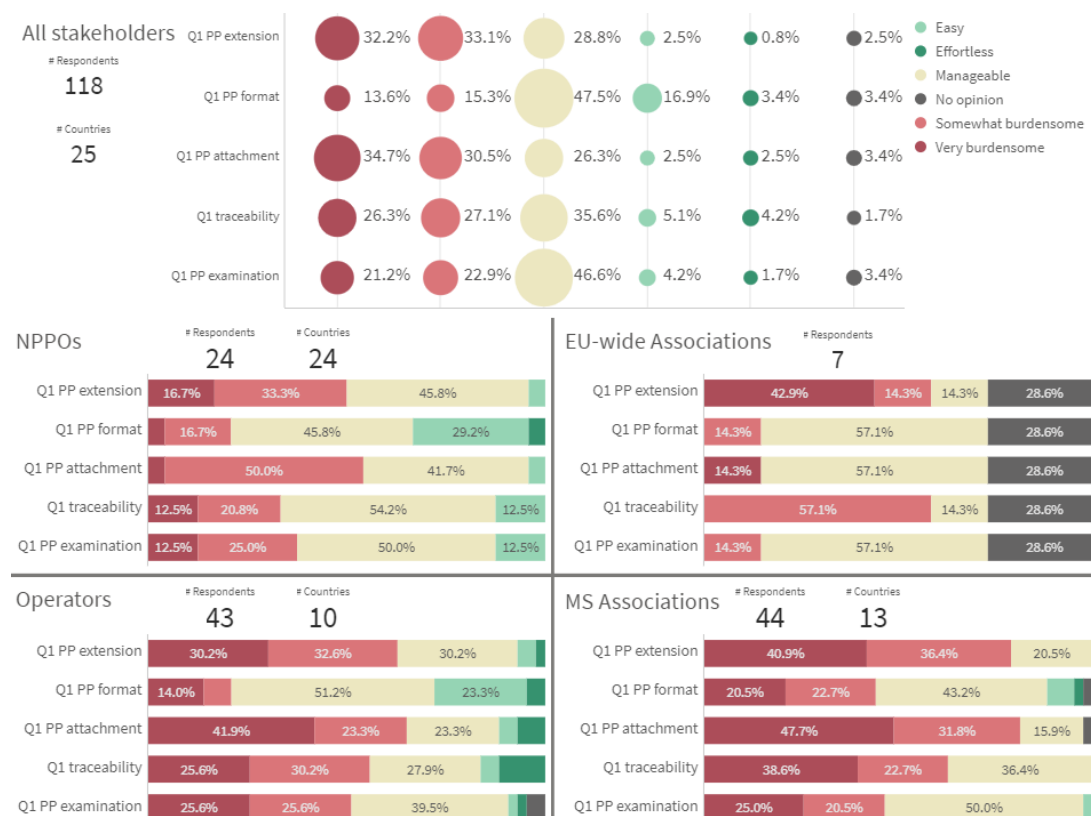 All stakeholders
# Respondents
118
# Countries
25
Q1 PP extension 32.2% 33.1% 28.8% 2.5% 0.8% 2.5%
Q1 PP format 13.6% 15.3% 47.5% 16.9% 3.4% 3.4%
Q1 PP attachment 34.7% 30.5% 26.3% 2.5% 2.5% 3.4%
Q1 traceability 26.3% 27.1% 35.6% 5.1% 4.2% 1.7%
Q1 PP examination 21.2% 22.9% 46.6% 4.2% 1.7% 3.4%
Easy
Effortless
Manageable
No opinion
Somewhat burdensome
Very burdensome
NPPOs
# Respondents # Countries
24 24
Q1 PP extension 16.7% 33.3% 45.8%
Q1 PP format 16.7% 45.8% 29.2%
Q1 PP attachment 50.0% 41.7%
Q1 traceability 12.5% 20.8% 54.2% 12.5%
Q1 PP examination 12.5% 25.0% 50.0% 12.5%
EU-wide Associations
# Respondents
7
Q1 PP extension 42.9% 14.3% 14.3% 28.6%
Q1 PP format 14.3% 57.1% 28.6%
Q1 PP attachment 14.3% 57.1% 28.6%
Q1 traceability 57.1% 14.3% 28.6%
Q1 PP examination 14.3% 57.1% 28.6%
Operators
# Respondents # Countries
43 10
Q1 PP extension 30.2% 32.6% 30.2%
Q1 PP format 14.0% 51.2% 23.3%
Q1 PP attachment 41.9% 23.3% 23.3%
Q1 traceability 25.6% 30.2% 27.9%
Q1 PP examination 25.6% 25.6% 39.5%
MS Associations
# Respondents # Countries
44 13
Q1 PP extension 40.9% 36.4% 20.5%
Q1 PP format 20.5% 22.7% 43.2%
Q1 PP attachment 47.7% 31.8% 15.9%
Q1 traceability 38.6% 22.7% 36.4%
Q1 PP examination 25.0% 20.5% 50.0%